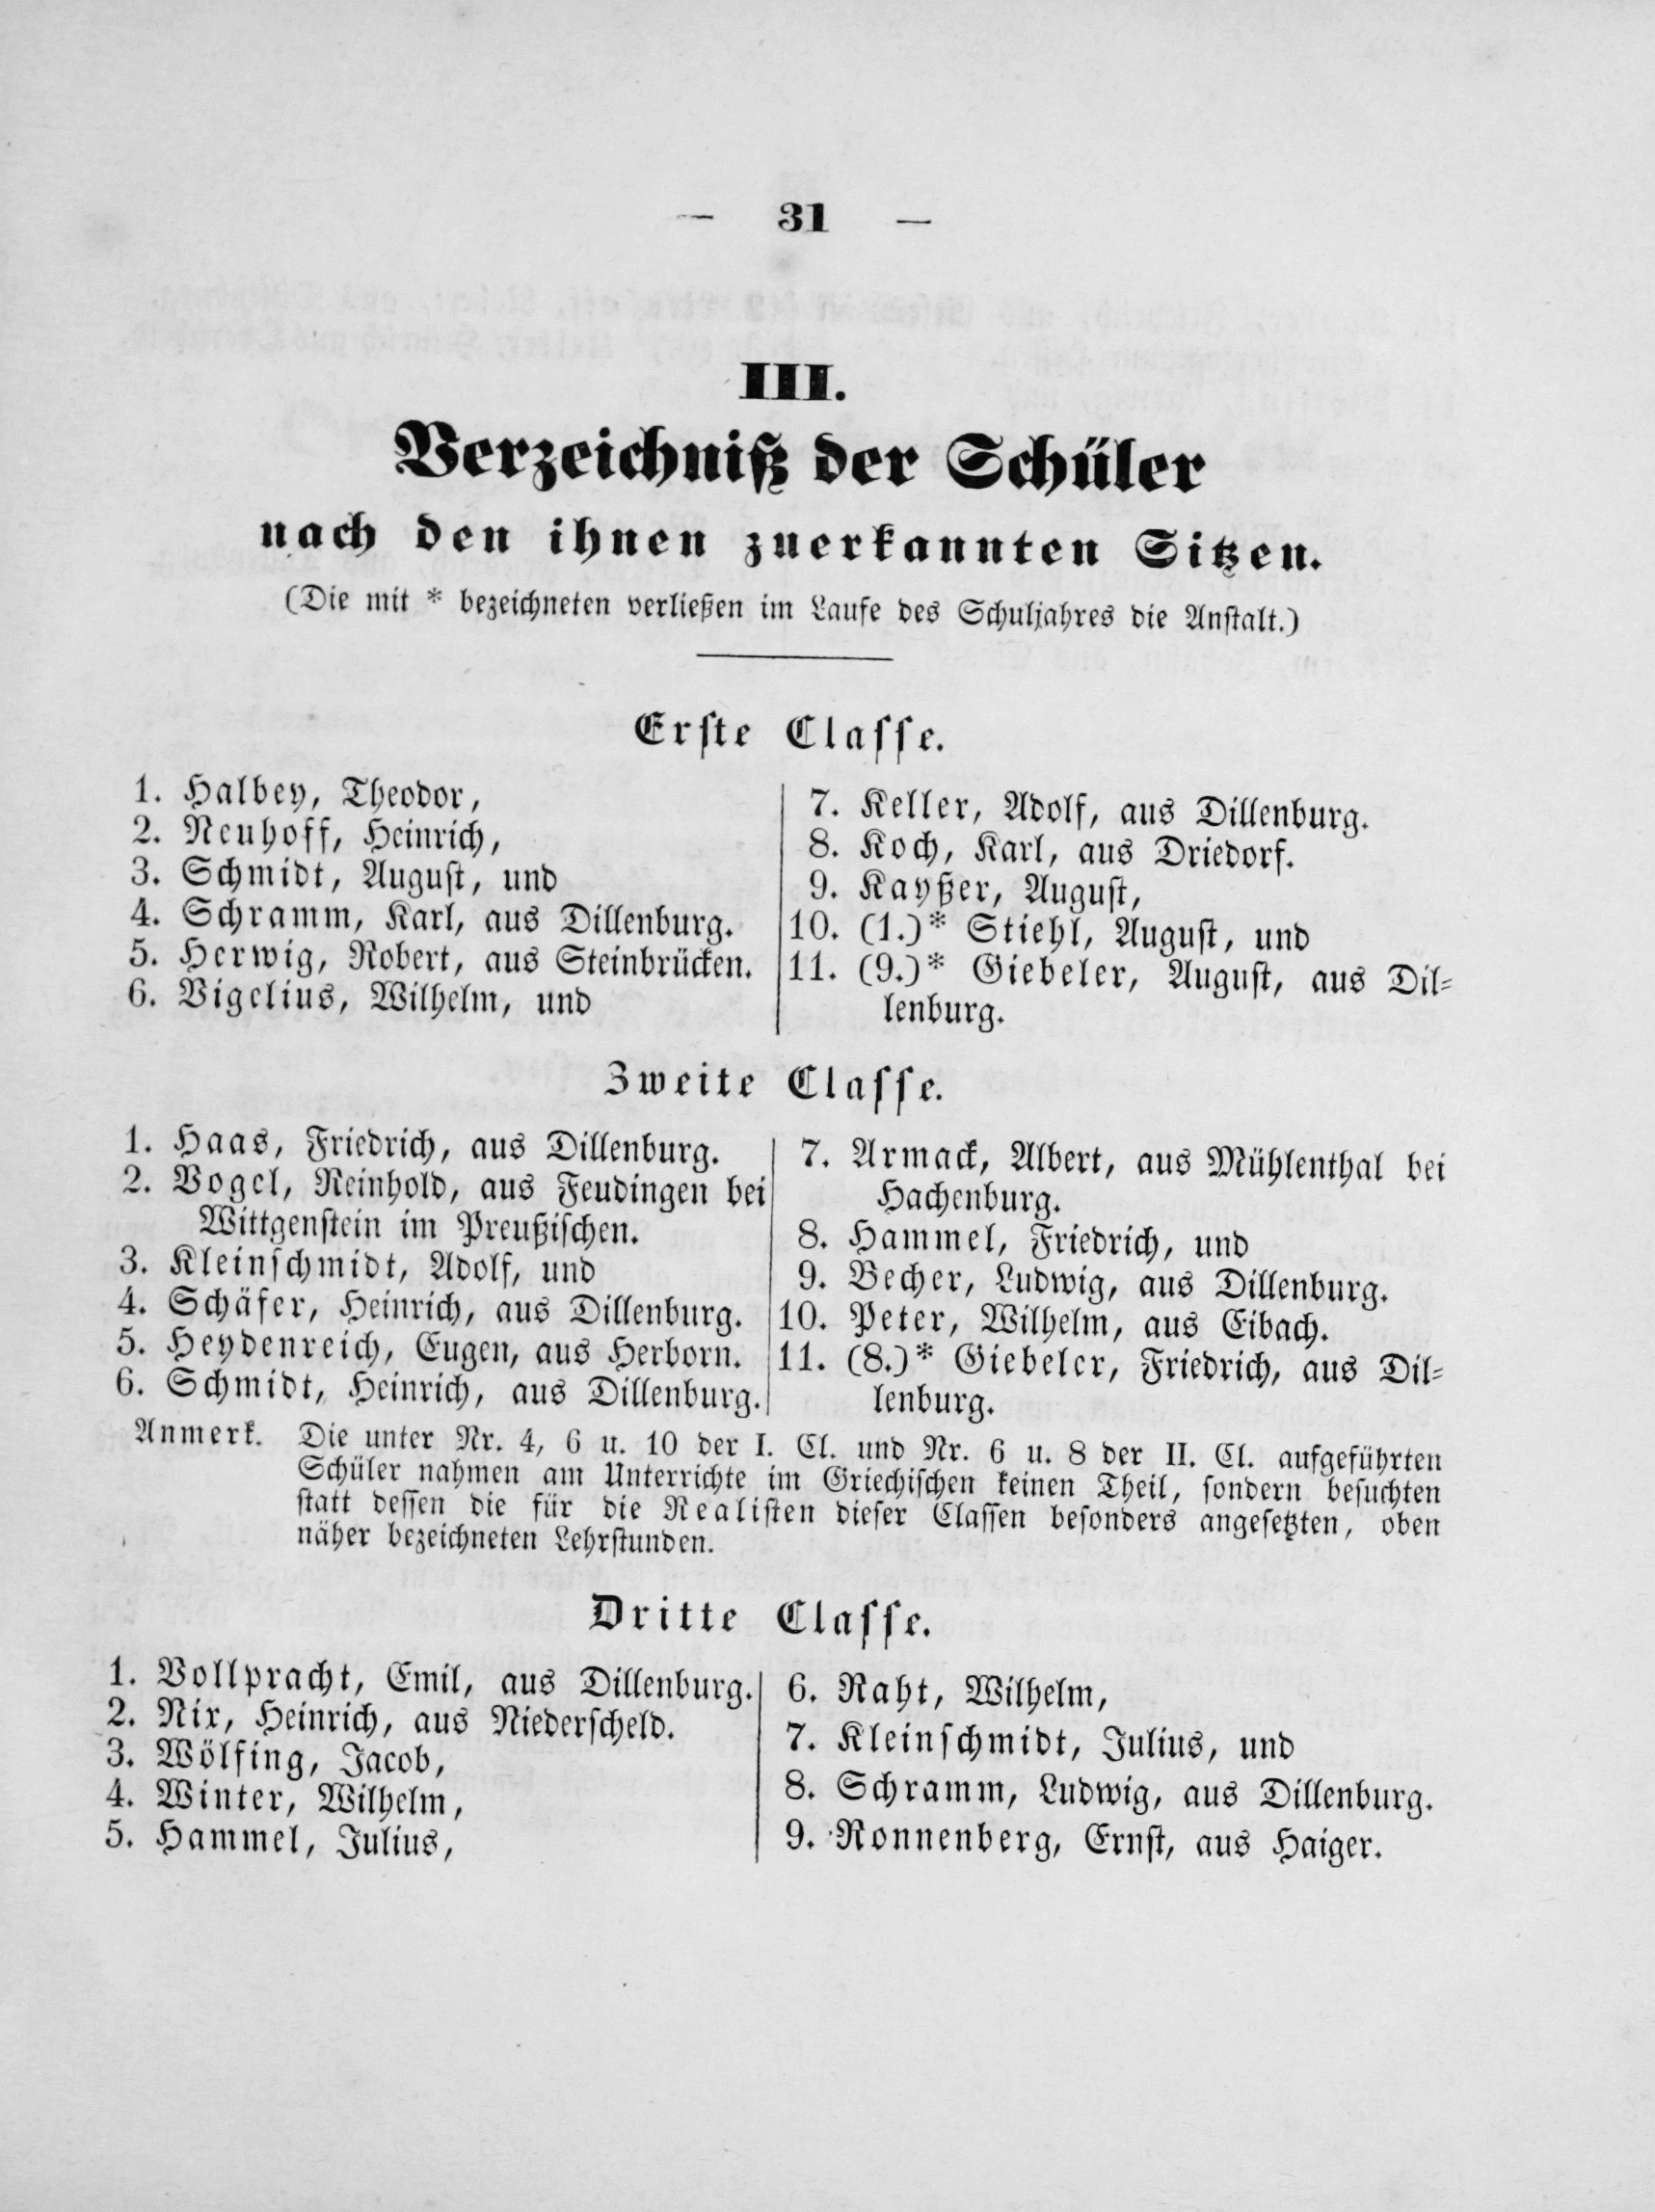 — 31 —
III.
Verzeichniß der Schüler
nach den ihnen zuerkannten Sitzen.
(Die mit * bezeichneten verließen im Laufe des Schuljahres die Anstalt.)
Erste Classe.
1. Halbey, Theodor,
2. Neuhoff, Heinrich,
3. Schmidt, August, und
4. Schramm, Karl, aus Dillenburg.
5. Herwig, Robert, aus Steinbrücken.
6. Vigelius, Wilhelm, und
7. Keller, Adolf, aus Dillenburg.
8. Koch, Karl, aus Driedorf.
9. Kayßer, August,
10. (1.)* Stiehl, August, und
11. (9.)* Giebeler, August, aus Dil-
lenburg.
Zweite Classe.
1. Haas, Friedrich, aus Dillenburg.
2. Vogel, Reinhold, aus Feudingen bei
Wittgenstein im Preußischen.
3. Kleinschmidt, Adolf, und
4. Schäfer, Heinrich, aus Dillenburg.
5. Heydenreich, Eugen, aus Herborn.
6. Schmidt, Heinrich, aus Dillenburg.
7. Armack, Albert, aus Mühlenthal bei
Hachenburg.
8. Hammel, Friedrich, und
9. Becher, Ludwig, aus Dillenburg.
10. Peter, Wilhelm, aus Eibach.
11. (8.)* Giebeler, Friedrich, aus Dil-
lenburg.
Anmerk. Die unter Nr. 4, 6 u. 10 der I. Cl. und Nr. 6 u. 8 der II. Cl. aufgeführten
Schüler nahmen am Unterrichte im Griechischen keinen Theil, sondern besuchten
statt dessen die für die Realisten dieser Classen besonders angesetzten, oben
näher bezeichneten Lehrstunden.
Dritte Classe.
1. Vollpracht, Emil, aus Dillenburg.
2. Nix, Heinrich, aus Niederscheld.
3. Wölfing, Jacob,
4. Winter, Wilhelm,
5. Hammel, Julius,
6. Raht, Wilhelm,
7. Kleinschmidt, Julius, und
8. Schramm, Ludwig, aus Dillenburg.
9. Ronnenberg, Ernst, aus Haiger.